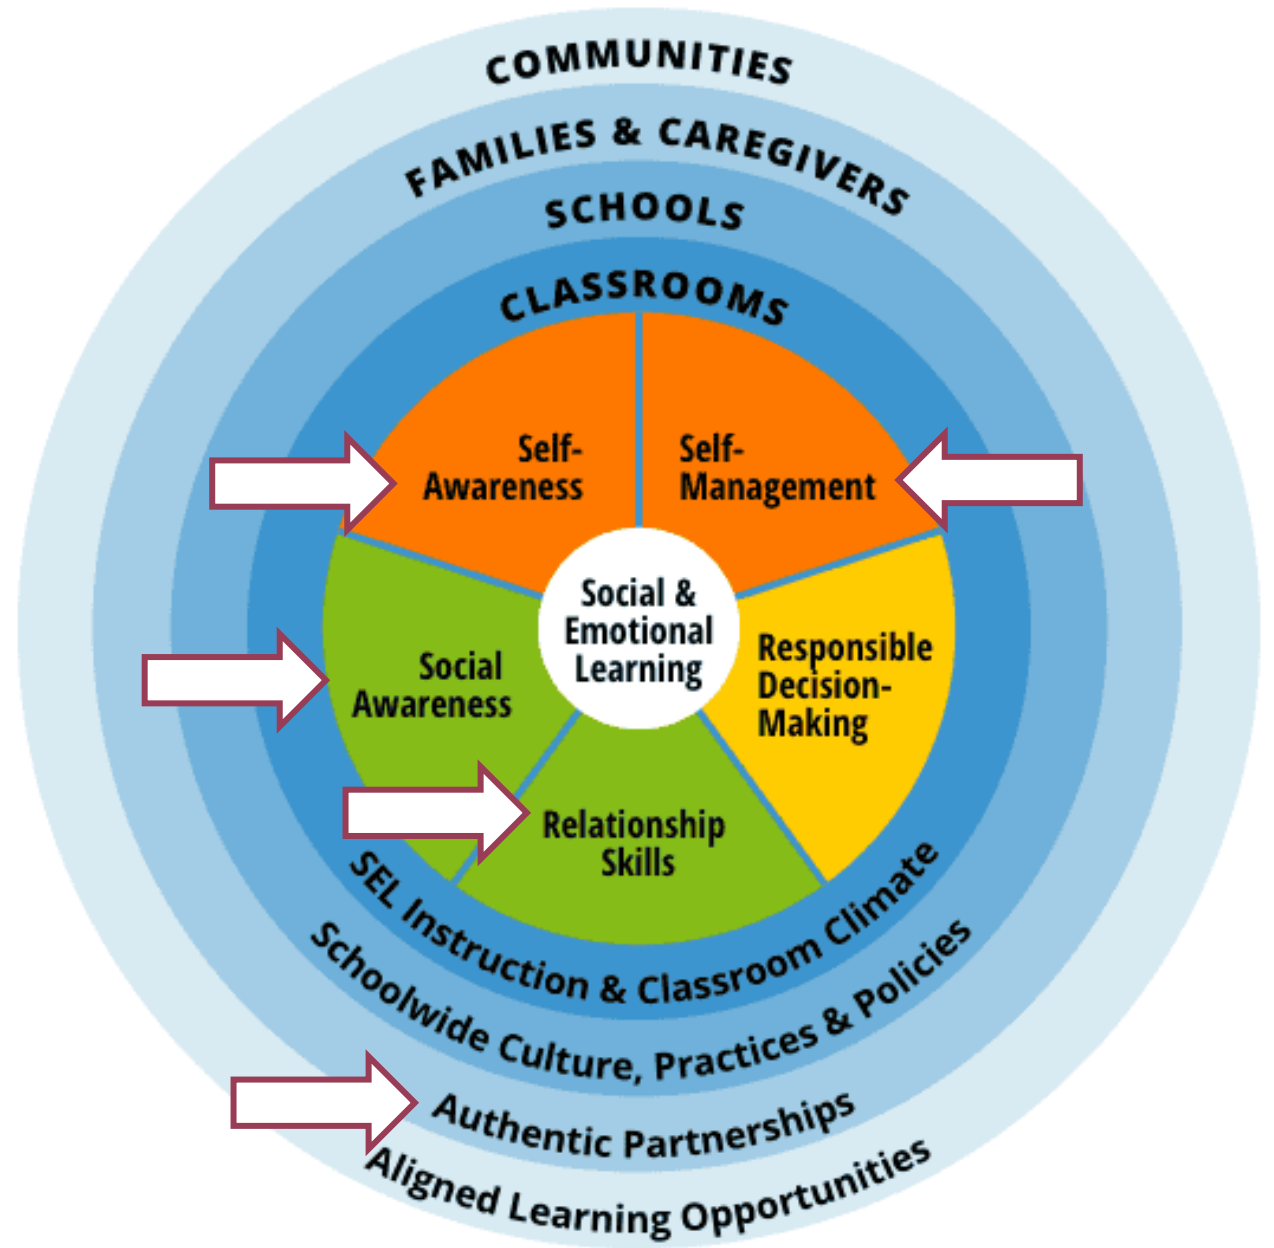 COMMUNITIES
FAMILIES & CAREGIVERS
SCHOOLS
CLASSROOMS
Self-
Awareness
Self-
Management
Social &
Emotional
Learning
Social
Awareness
Responsible
Decision-
Making
Relationship
Skills
SEL Instruction & Classroom Climate
Schoolwide Culture, Practices & Policies
Authentic Partnerships
Aligned Learning Opportunities